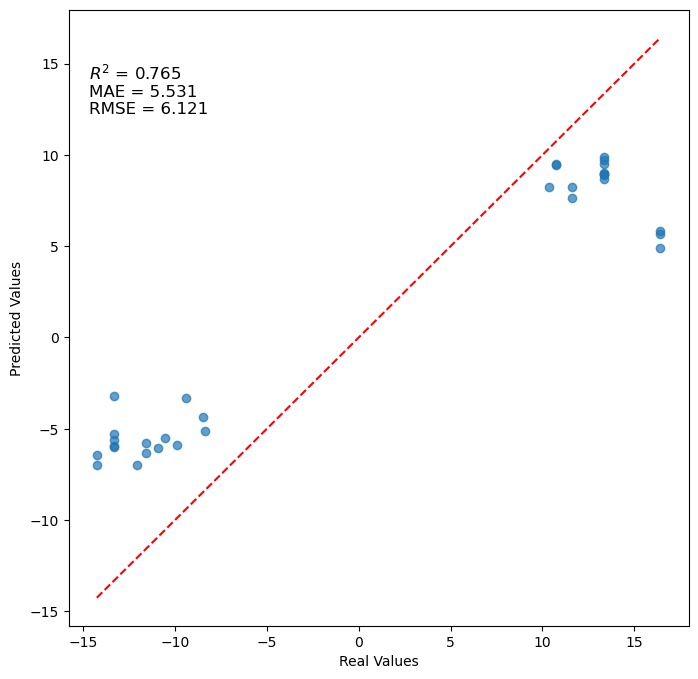 R² = 0.765
MAE = 5.531
RMSE = 6.121
15
10
5
0
−5
−10
−15
Predicted Values
−15 −10 −5 0 5 10 15
Real Values